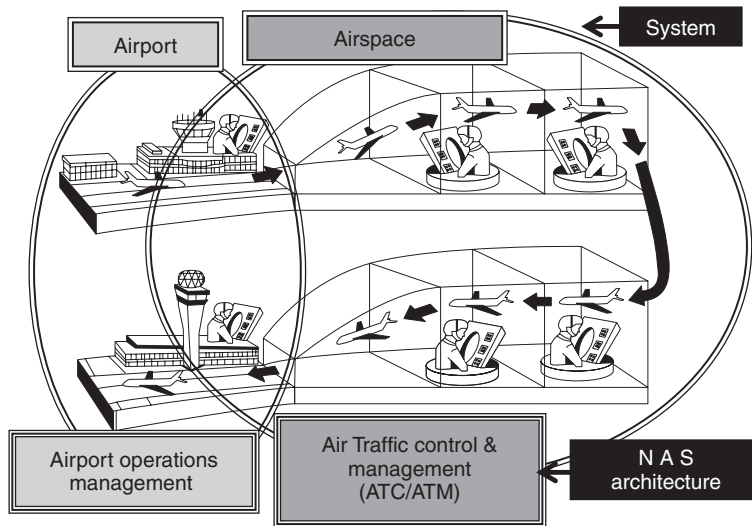 Airport
Airspace
System
Airport operations
management
Air Traffic control &
management
(ATC/ATM)
N A S
architecture